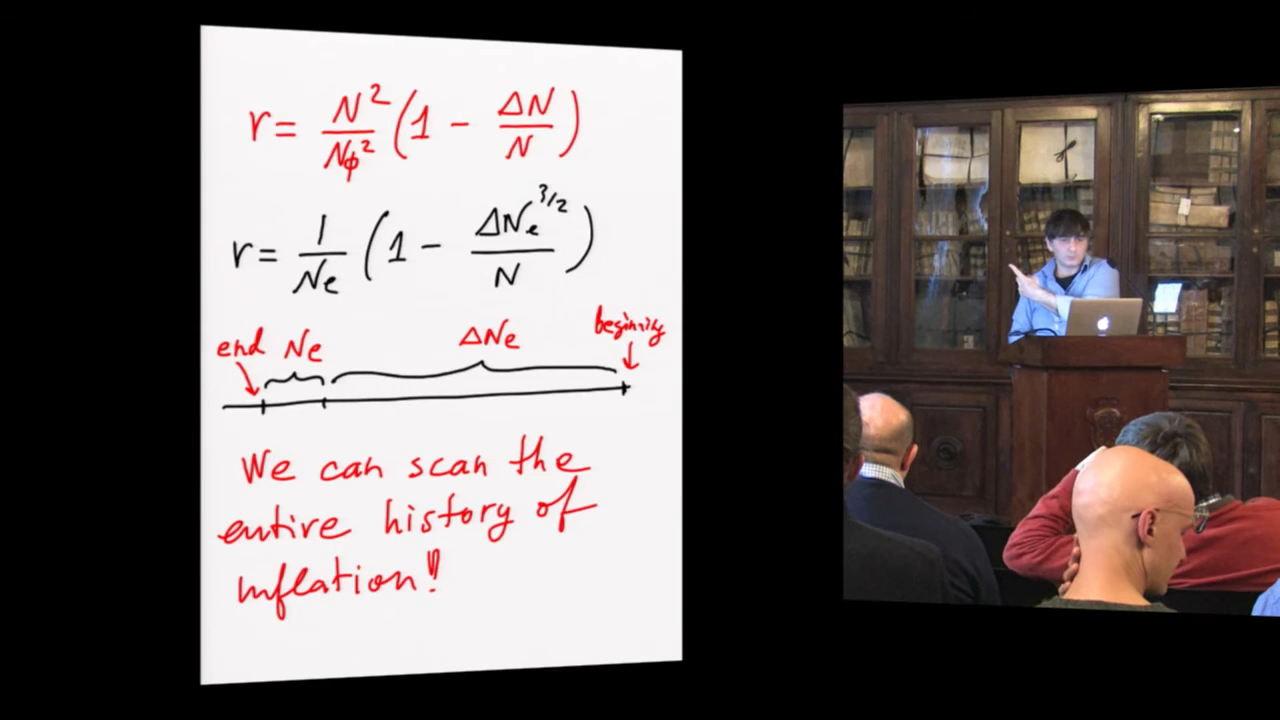 r = N²/Nϕ² (1 - ΔN/N)
r = 1/Ne (1 - ΔNe^3/2/N)
end Ne ΔNe beginning
We can scan the
entire history of
inflation!